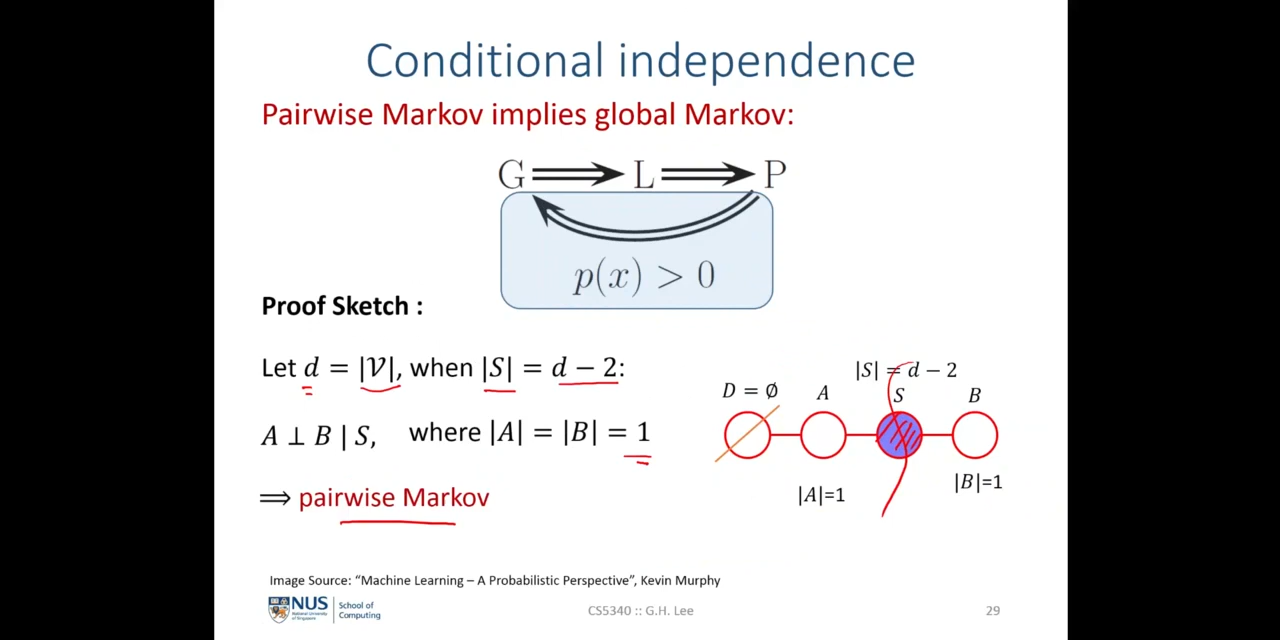 Conditional independence
Pairwise Markov implies global Markov:
G L P
p(x) > 0
Proof Sketch :
Let d = |𝒱|, when |S| = d − 2:
A ⊥ B | S, where |A| = |B| = 1
⟹ pairwise Markov
|S| = d − 2
D = ∅ A S B
|A|=1
|B|=1
Image Source: “Machine Learning – A Probabilistic Perspective”, Kevin Murphy
NUS
National University
of Singapore
School of
Computing
CS5340 :: G.H. Lee
29